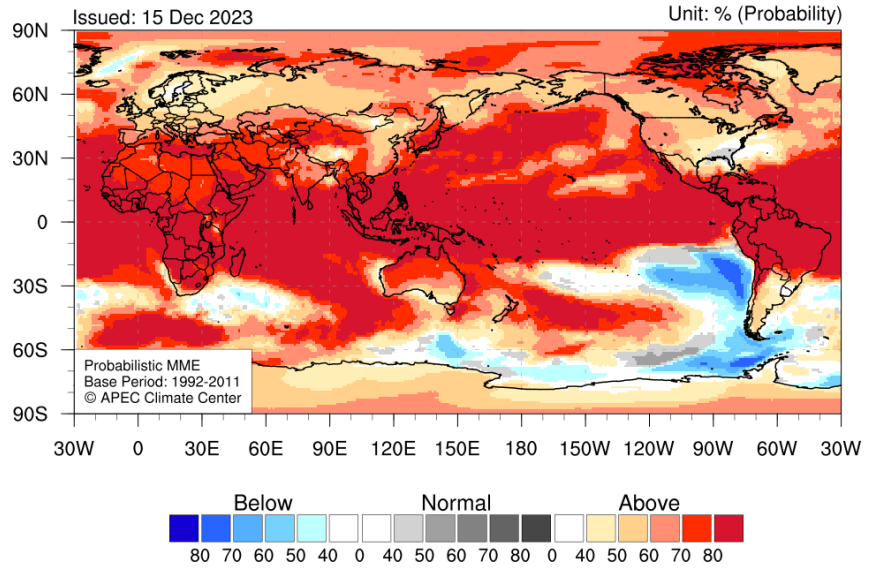 Issued: 15 Dec 2023
Unit: % (Probability)
90N
60N
30N
0
30S
60S
90S
Probabilistic MME
Base Period: 1992-2011
© APEC Climate Center
30W 0 30E 60E 90E 120E 150E 180 150W 120W 90W 60W 30W
Below Normal Above
80 70 60 50 40 0 40 50 60 70 80 0 40 50 60 70 80